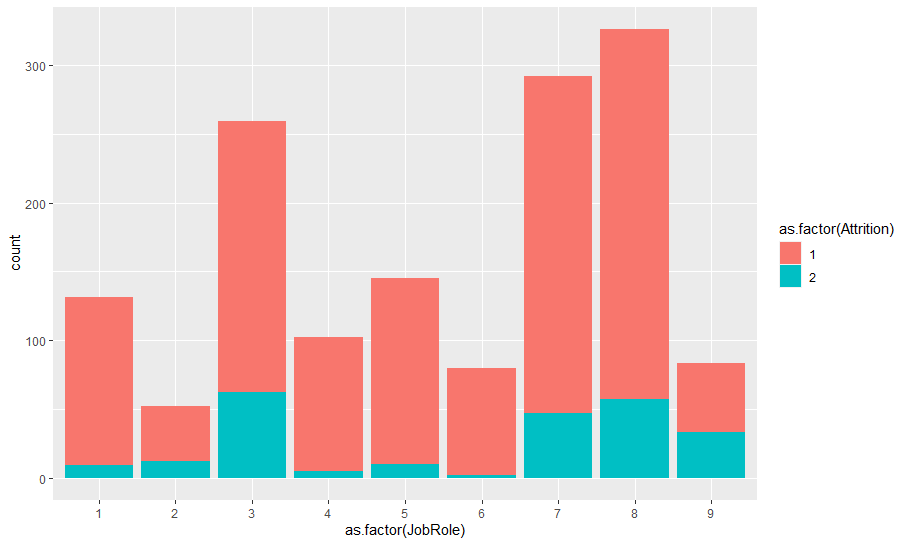 300
200
100
0
count
1 2 3 4 5 6 7 8 9
as.factor(JobRole)
as.factor(Attrition)
1
2